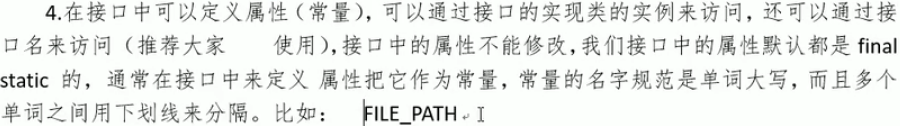 4.在接口中可以定义属性（常量），可以通过接口的实现类的实例来访问，还可以通过接
口名来访问（推荐大家 使用），接口中的属性不能修改，我们接口中的属性默认都是 final
static 的，通常在接口中来定义 属性把它作为常量，常量的名字规范是单词大写，而且多个
单词之间用下划线来分隔。比如： FILE_PATH